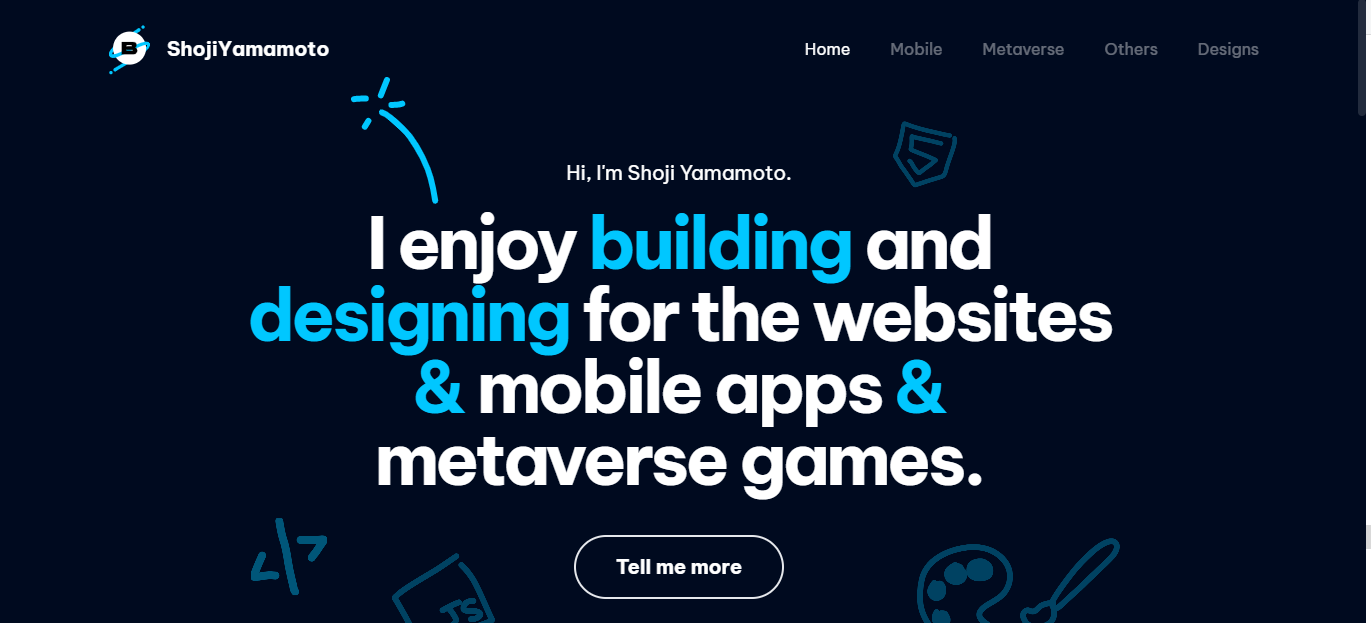 B
ShojiYamamoto
Home Mobile Metaverse Others Designs
5
Hi, I'm Shoji Yamamoto.
I enjoy building and
designing for the websites
& mobile apps &
metaverse games.
</>
JS
Tell me more